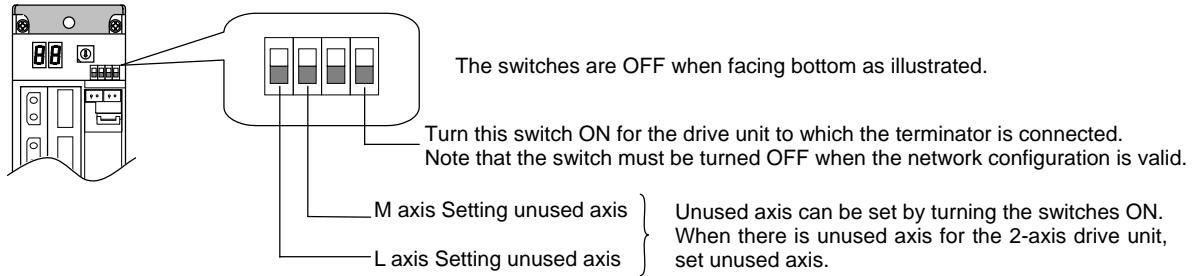 88
The switches are OFF when facing bottom as illustrated.
Turn this switch ON for the drive unit to which the terminator is connected.
Note that the switch must be turned OFF when the network configuration is valid.
M axis Setting unused axis
L axis Setting unused axis
Unused axis can be set by turning the switches ON.
When there is unused axis for the 2-axis drive unit,
set unused axis.